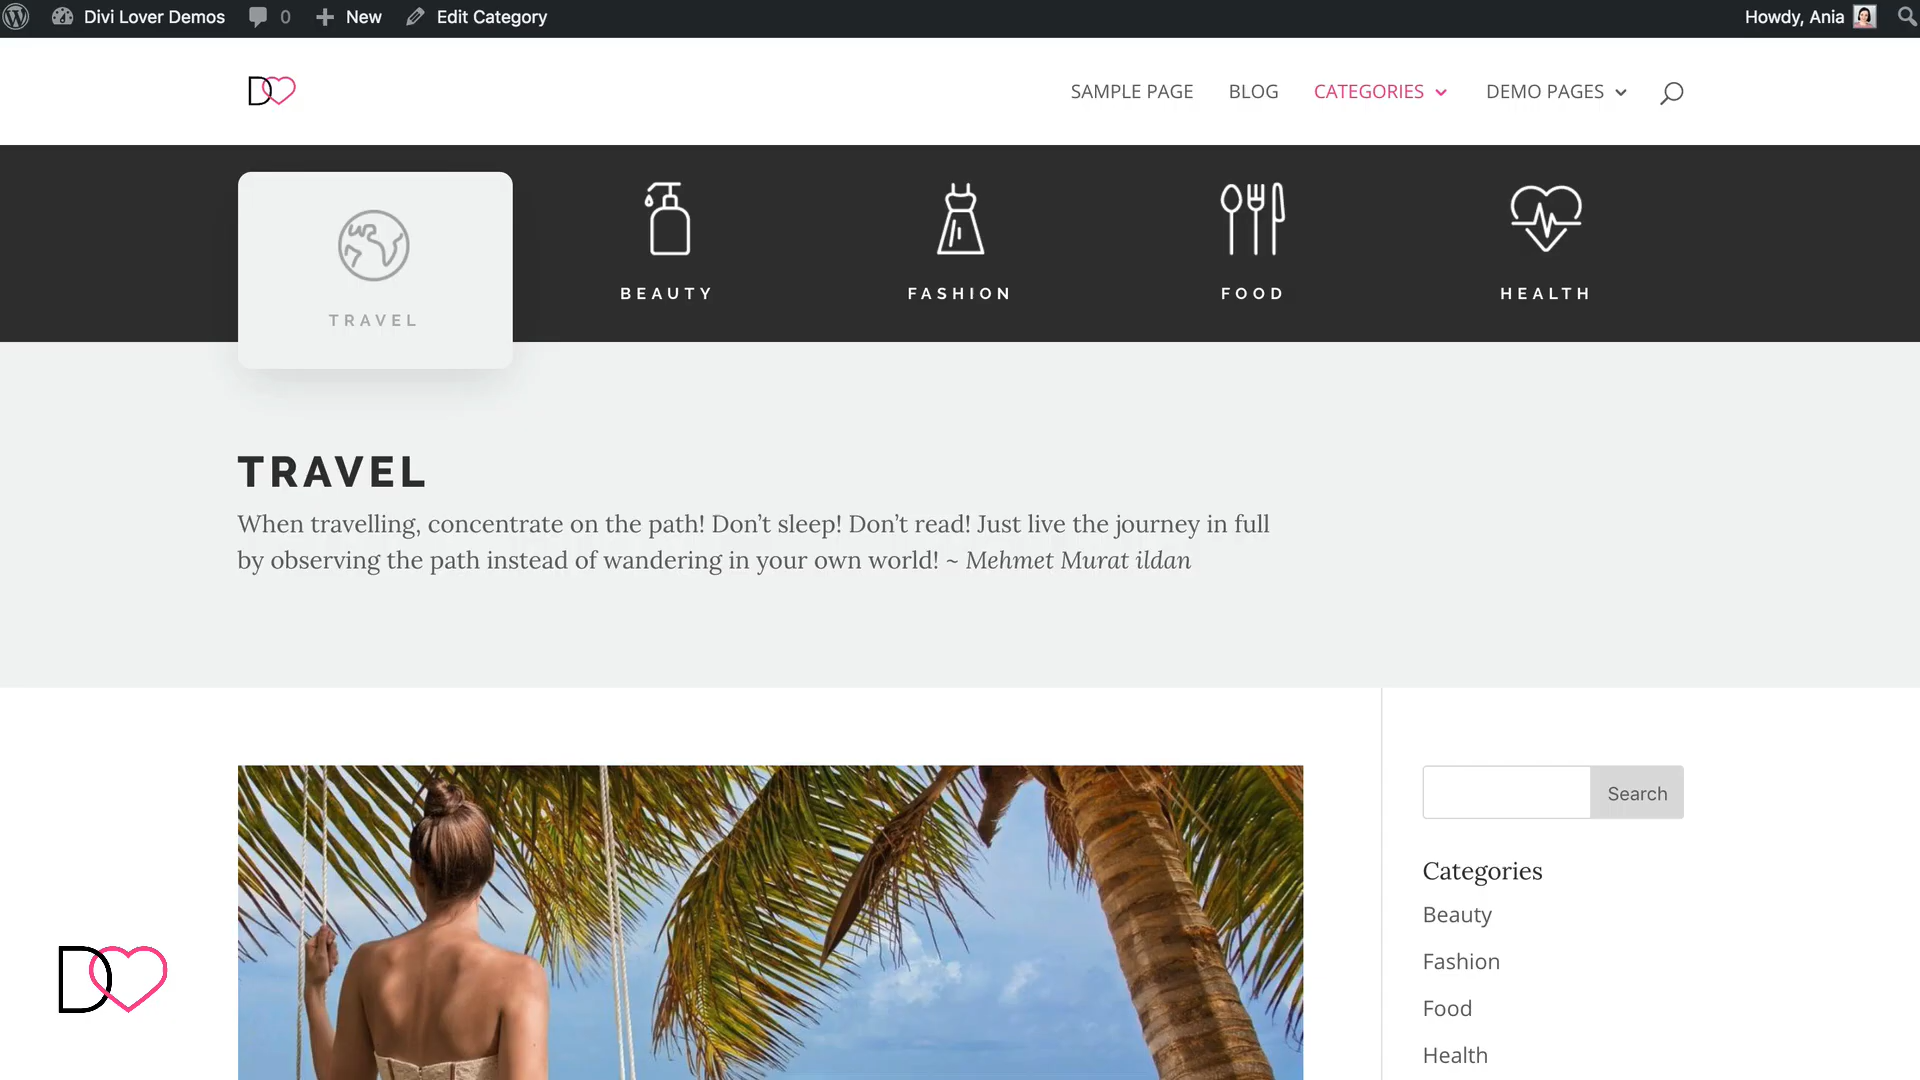 Divi Lover Demos 0 New Edit Category Howdy, Ania
SAMPLE PAGE BLOG CATEGORIES DEMO PAGES
TRAVEL
BEAUTY
FASHION
FOOD
HEALTH
TRAVEL
When travelling, concentrate on the path! Don’t sleep! Don’t read! Just live the journey in full
by observing the path instead of wandering in your own world! ~ Mehmet Murat ildan
Search
Categories
Beauty
Fashion
Food
Health